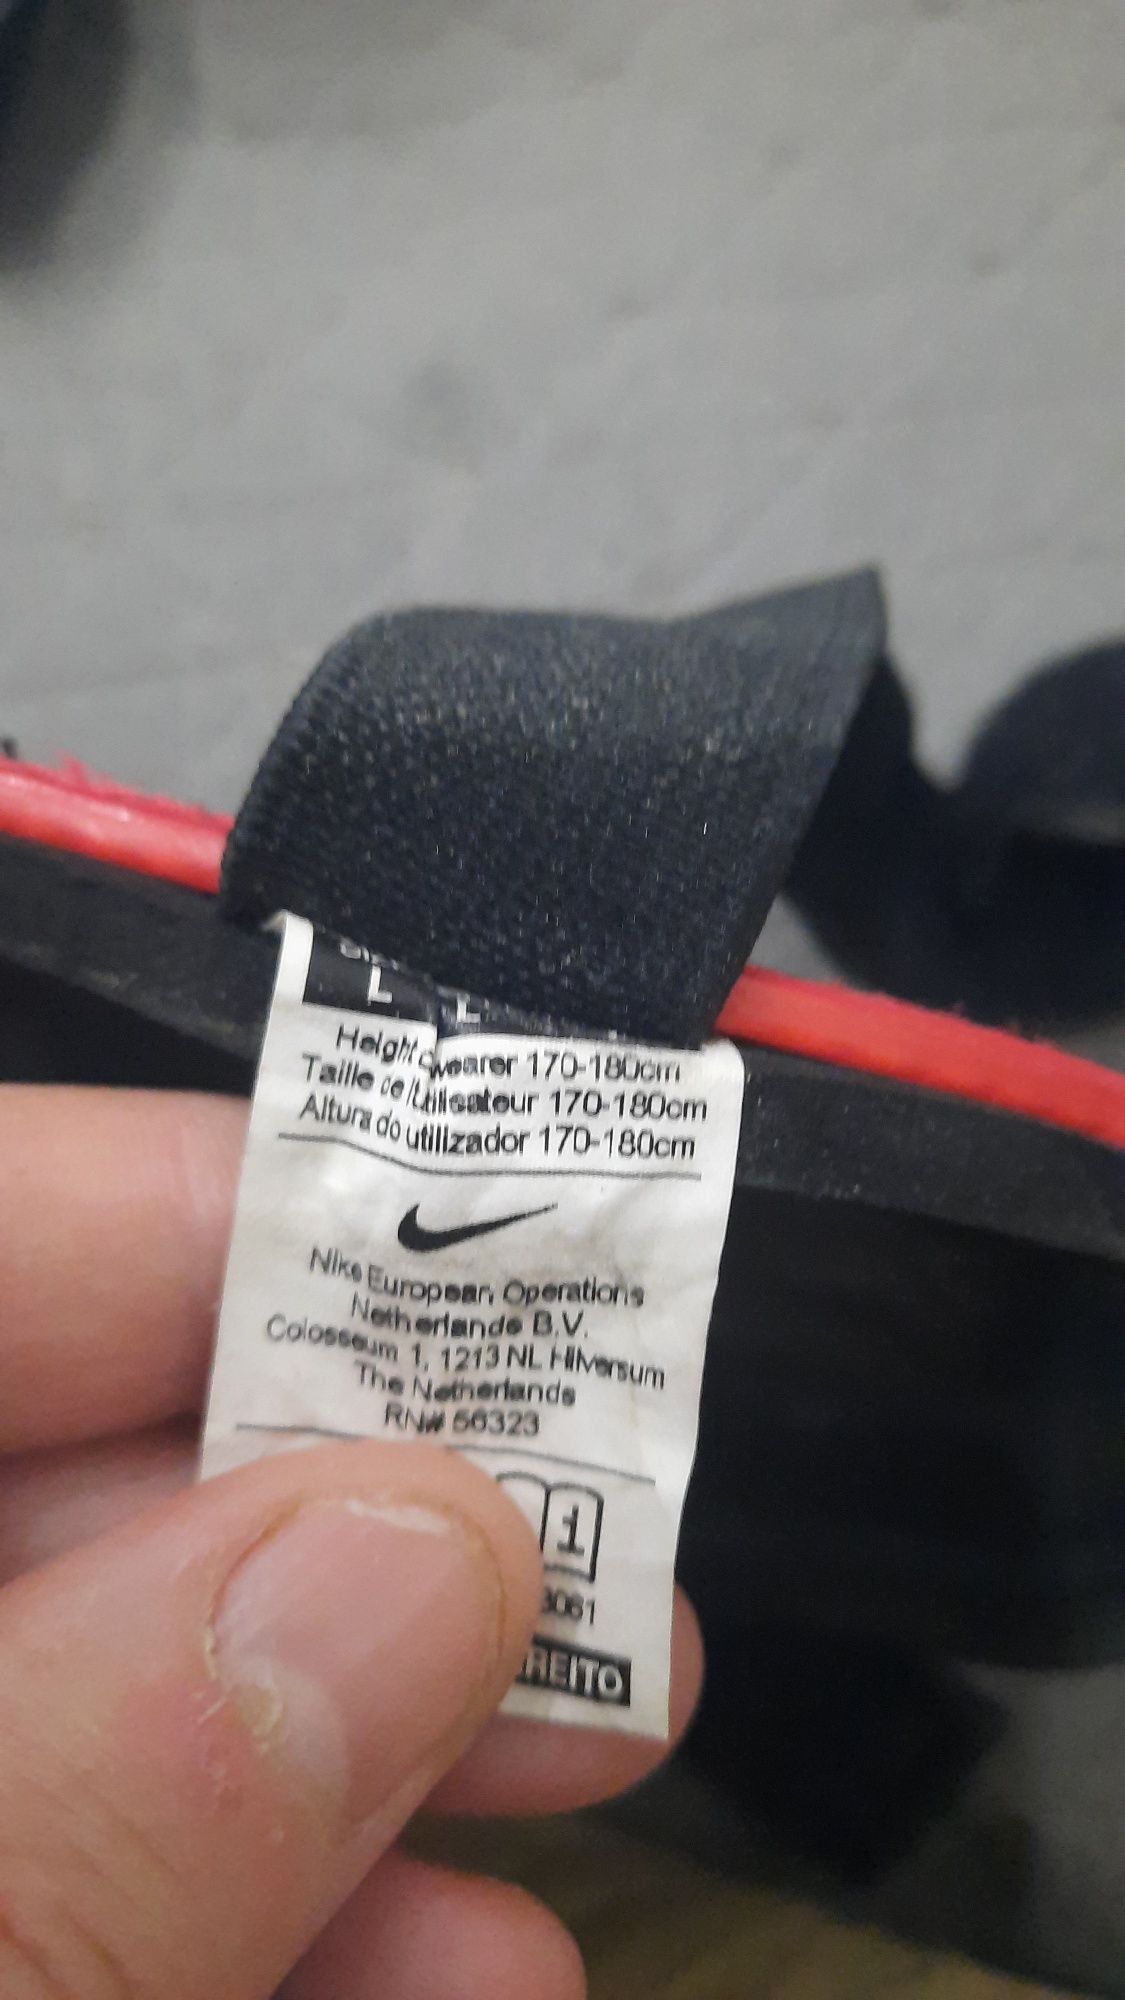 L L
Height wearer 170-180cm
Taille de l'utilisateur 170-180cm
Altura do utilizador 170-180cm
Nike European Operations
Netherlands B.V.
Colosseum 1, 1213 NL Hilversum
The Netherlands
RN# 56323
i
REITO